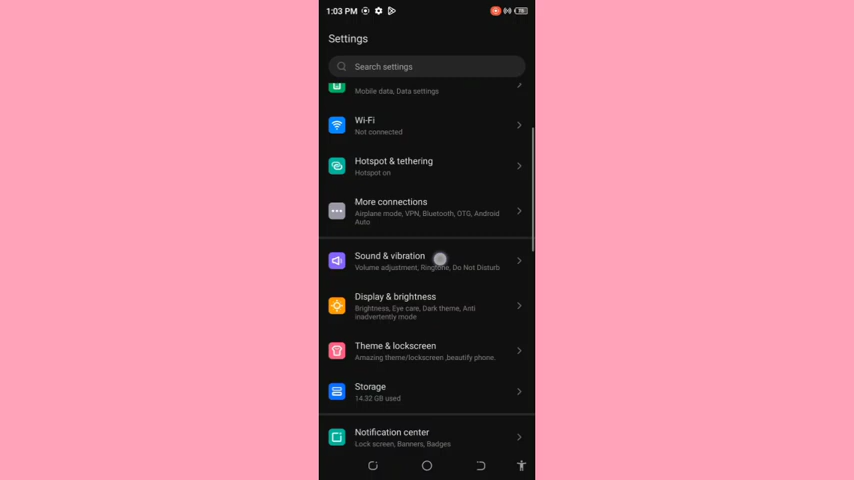 1:03 PM
Settings
Search settings
Mobile data, Data settings
Wi-Fi
Not connected
Hotspot & tethering
Hotspot on
More connections
Airplane mode, VPN, Bluetooth, OTG, Android
Auto
Sound & vibration
Volume adjustment, Ringtone, Do Not Disturb
Display & brightness
Brightness, Eye care, Dark theme, Anti
inadvertently mode
Theme & lockscreen
Amazing theme/lockscreen ,beautify phone.
Storage
14.32 GB used
Notification center
Lock screen, Banners, Badges